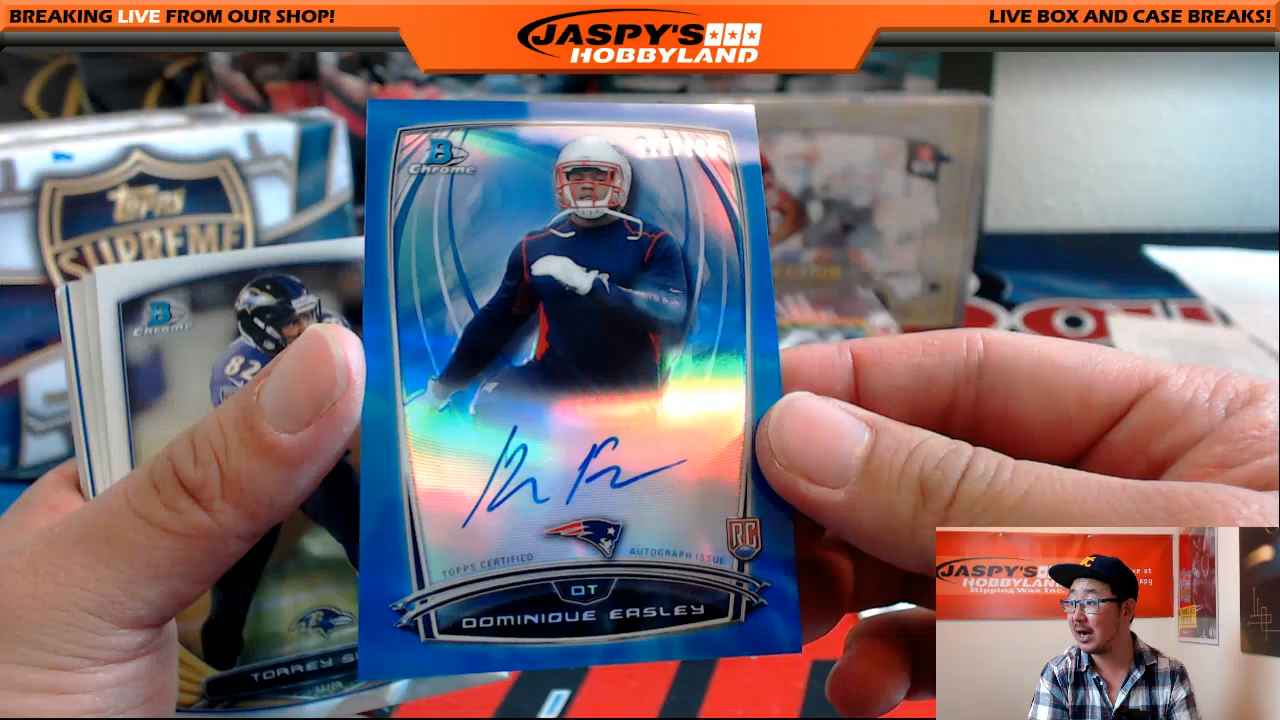 BREAKING LIVE FROM OUR SHOP!
JASPY'S
HOBBYLAND
LIVE BOX AND CASE BREAKS!
TOPPS
SUPREME
B
Chrome
82
TORREY
B
Chrome
TOPPS CERTIFIED
AUTOGRAPH ISSUE
RC
DT
DOMINIQUE EASLEY
JASPY'S
HOBBYLAND
Ripping Wax Inc.